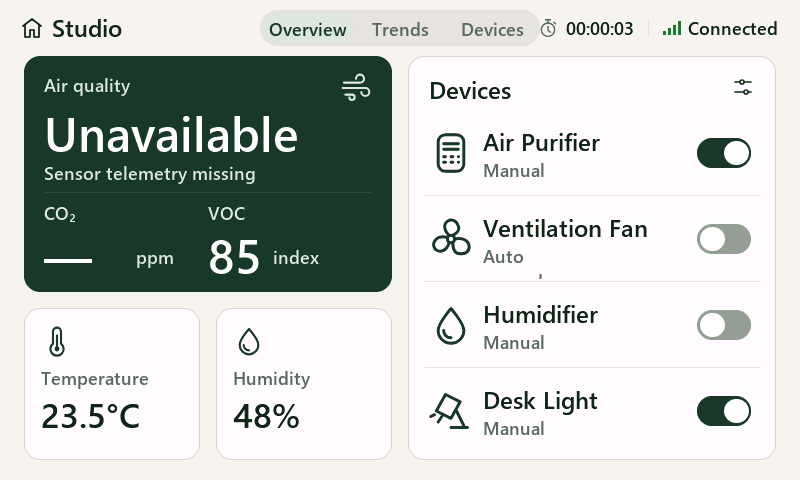 Studio
Overview
Trends
Devices
00:00:03
Connected
Air quality
Unavailable
Sensor telemetry missing
CO₂
VOC
— ppm
85 index
Temperature
23.5°C
Humidity
48%
Devices
Air Purifier
Manual
Ventilation Fan
Auto
Humidifier
Manual
Desk Light
Manual